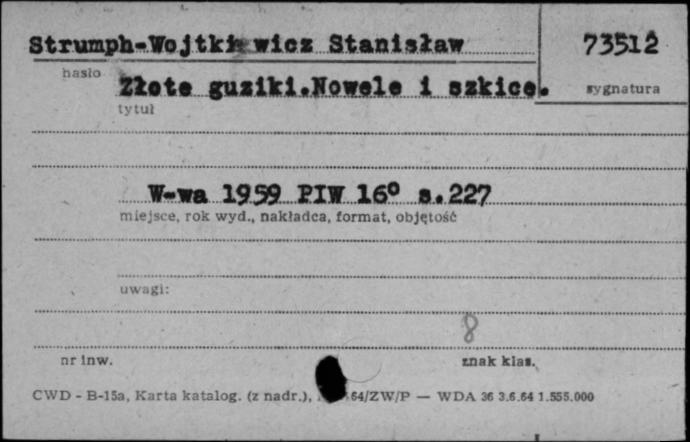 Strumph-Wojtkiewicz Stanisław 73512
hasło
Złote guziki.Nowele i szkice. sygnatura
tytuł
W-wa 1959 PIW 16° s.227
miejsce, rok wyd., nakładca, format, objętość
uwagi:
8
nr inw. znak klas.
CWD - B-15a, Karta katalog. (z nadr.), 64/ZW/P — WDA 36 3.6.64 1.555.000